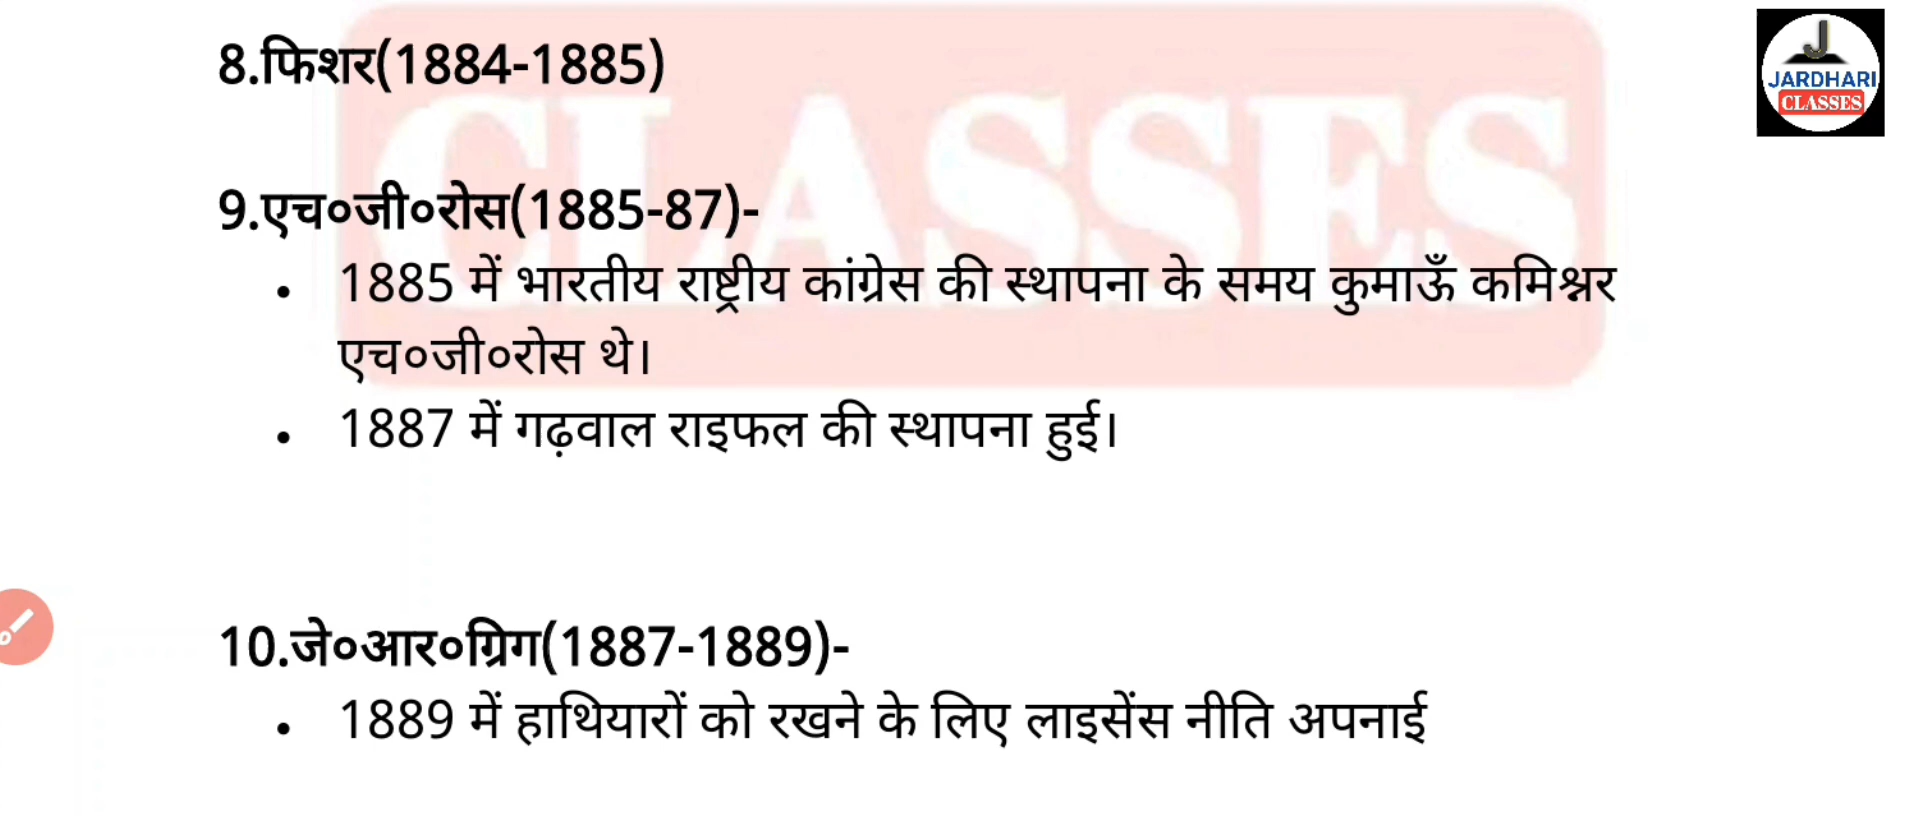 8.फिशर(1884-1885)
JARDHARI
CLASSES
CLASSES
9.एच०जी०रोस(1885-87)-
• 1885 में भारतीय राष्ट्रीय कांग्रेस की स्थापना के समय कुमाऊँ कमिश्नर
एच०जी०रोस थे।
• 1887 में गढ़वाल राइफल की स्थापना हुई।
10.जे०आर०ग्रिग(1887-1889)-
• 1889 में हाथियारों को रखने के लिए लाइसेंस नीति अपनाई